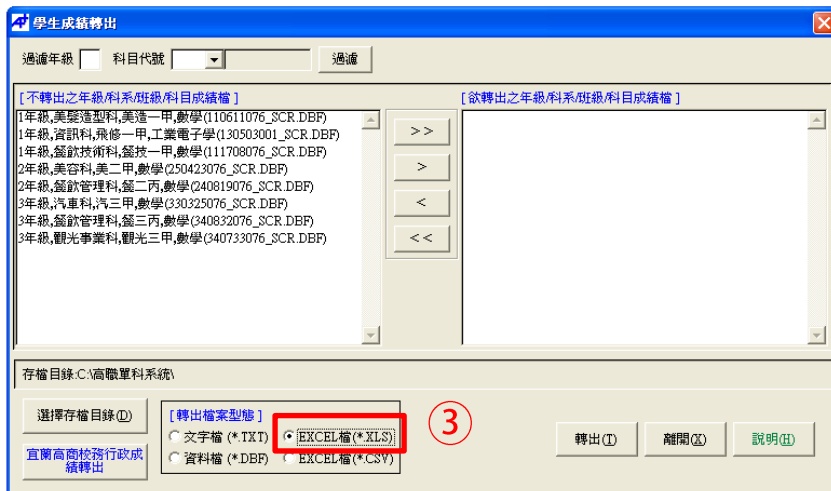 學生成績轉出
過濾年級 科目代號 過濾
[不轉出之年級/科系/班級/科目成績檔]
1年級,美髮造型科,美造一甲,數學(110611076_SCR.DBF)
1年級,資訊科,飛修一甲,工業電子學(130503001_SCR.DBF)
1年級,餐飲技術科,餐技一甲,數學(111708076_SCR.DBF)
2年級,美容科,美二甲,數學(250423076_SCR.DBF)
2年級,餐飲管理科,餐二丙,數學(240819076_SCR.DBF)
3年級,汽車科,汽三甲,數學(330325076_SCR.DBF)
3年級,餐飲管理科,餐三丙,數學(340832076_SCR.DBF)
3年級,觀光事業科,觀光三甲,數學(340733076_SCR.DBF)
>>
>
<
<<
[欲轉出之年級/科系/班級/科目成績檔]
存檔目錄:C:\高職單科系統\
選擇存檔目錄(D)
宜蘭高商校務行政成
績轉出
[轉出檔案型態]
文字檔 (*.TXT) EXCEL檔(*.XLS)
資料檔 (*.DBF) EXCEL檔(*.CSV)
③
轉出(T) 離開(X) 說明(H)